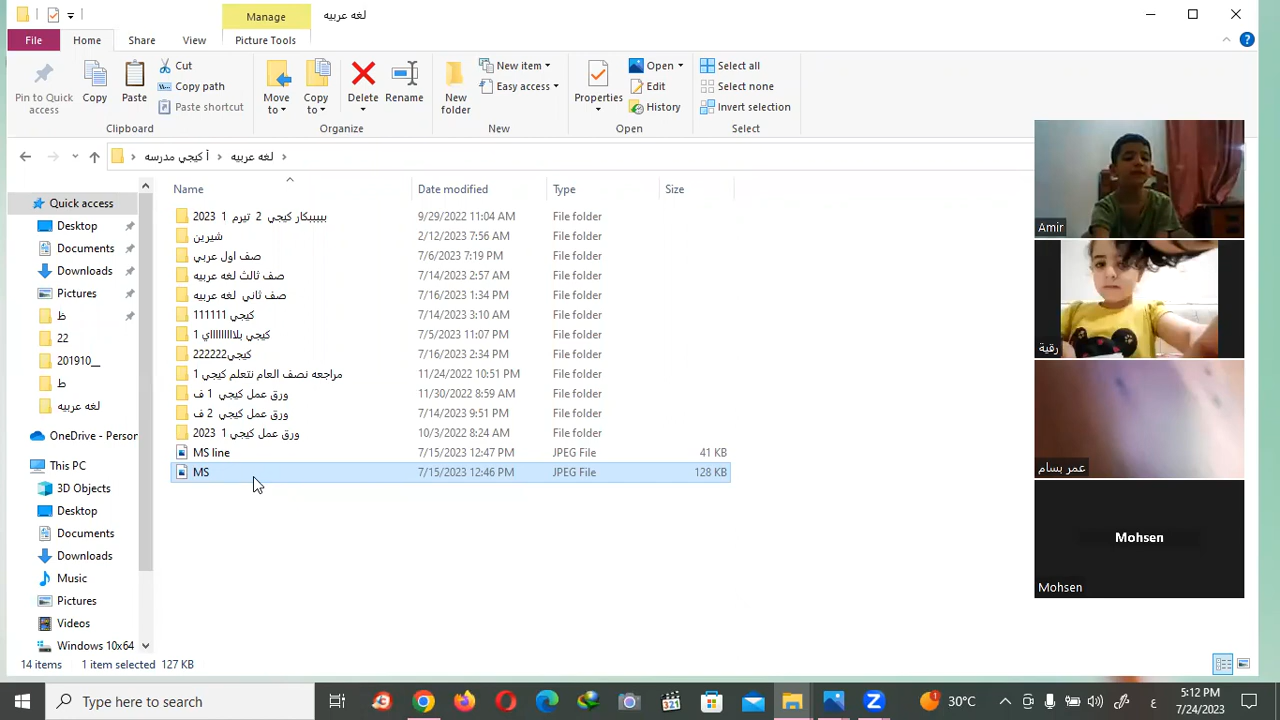 Manage
لغه عربيه
File
Home
Share
View
Picture Tools
Pin to Quick access
Copy
Paste
Cut
Copy path
Paste shortcut
Clipboard
Move to
Copy to
Delete
Rename
Organize
New folder
New item
Easy access
New
Properties
Open
Edit
History
Open
Select all
Select none
Invert selection
Select
أ كيجي مدرسه
لغه عربيه
Name
Date modified
Type
Size
Quick access
Desktop
Documents
Downloads
Pictures
ظ
22
201910__
ط
لغه عربيه
OneDrive - Person
This PC
3D Objects
Desktop
Documents
Downloads
Music
Pictures
Videos
Windows 10x64
بييييكار كيجي 2 تيرم 1 2023 9/29/2022 11:04 AM File folder
شيرين 2/12/2023 7:56 AM File folder
صف اول عربي 7/6/2023 7:19 PM File folder
صف ثالث لغه عربيه 7/14/2023 2:57 AM File folder
صف ثاني لغه عربيه 7/16/2023 1:34 PM File folder
كيجي 111111 7/14/2023 3:10 AM File folder
كيجي بلاااااااااي 1 7/5/2023 11:07 PM File folder
كيجي222222 7/16/2023 2:34 PM File folder
مراجعه نصف العام نتعلم كيجي 1 11/24/2022 10:51 PM File folder
ورق عمل كيجي 1 ف 11/30/2022 8:59 AM File folder
ورق عمل كيجي 2 ف 7/14/2023 9:51 PM File folder
ورق عمل كيجي 1 2023 10/3/2022 8:24 AM File folder
MS line 7/15/2023 12:47 PM JPEG File 41 KB
MS 7/15/2023 12:46 PM JPEG File 128 KB
Amir
رقية
عمر بسام
Mohsen
Mohsen
14 items 1 item selected 127 KB
Type here to search
321
1
30°C
ع
5:12 PM
7/24/2023